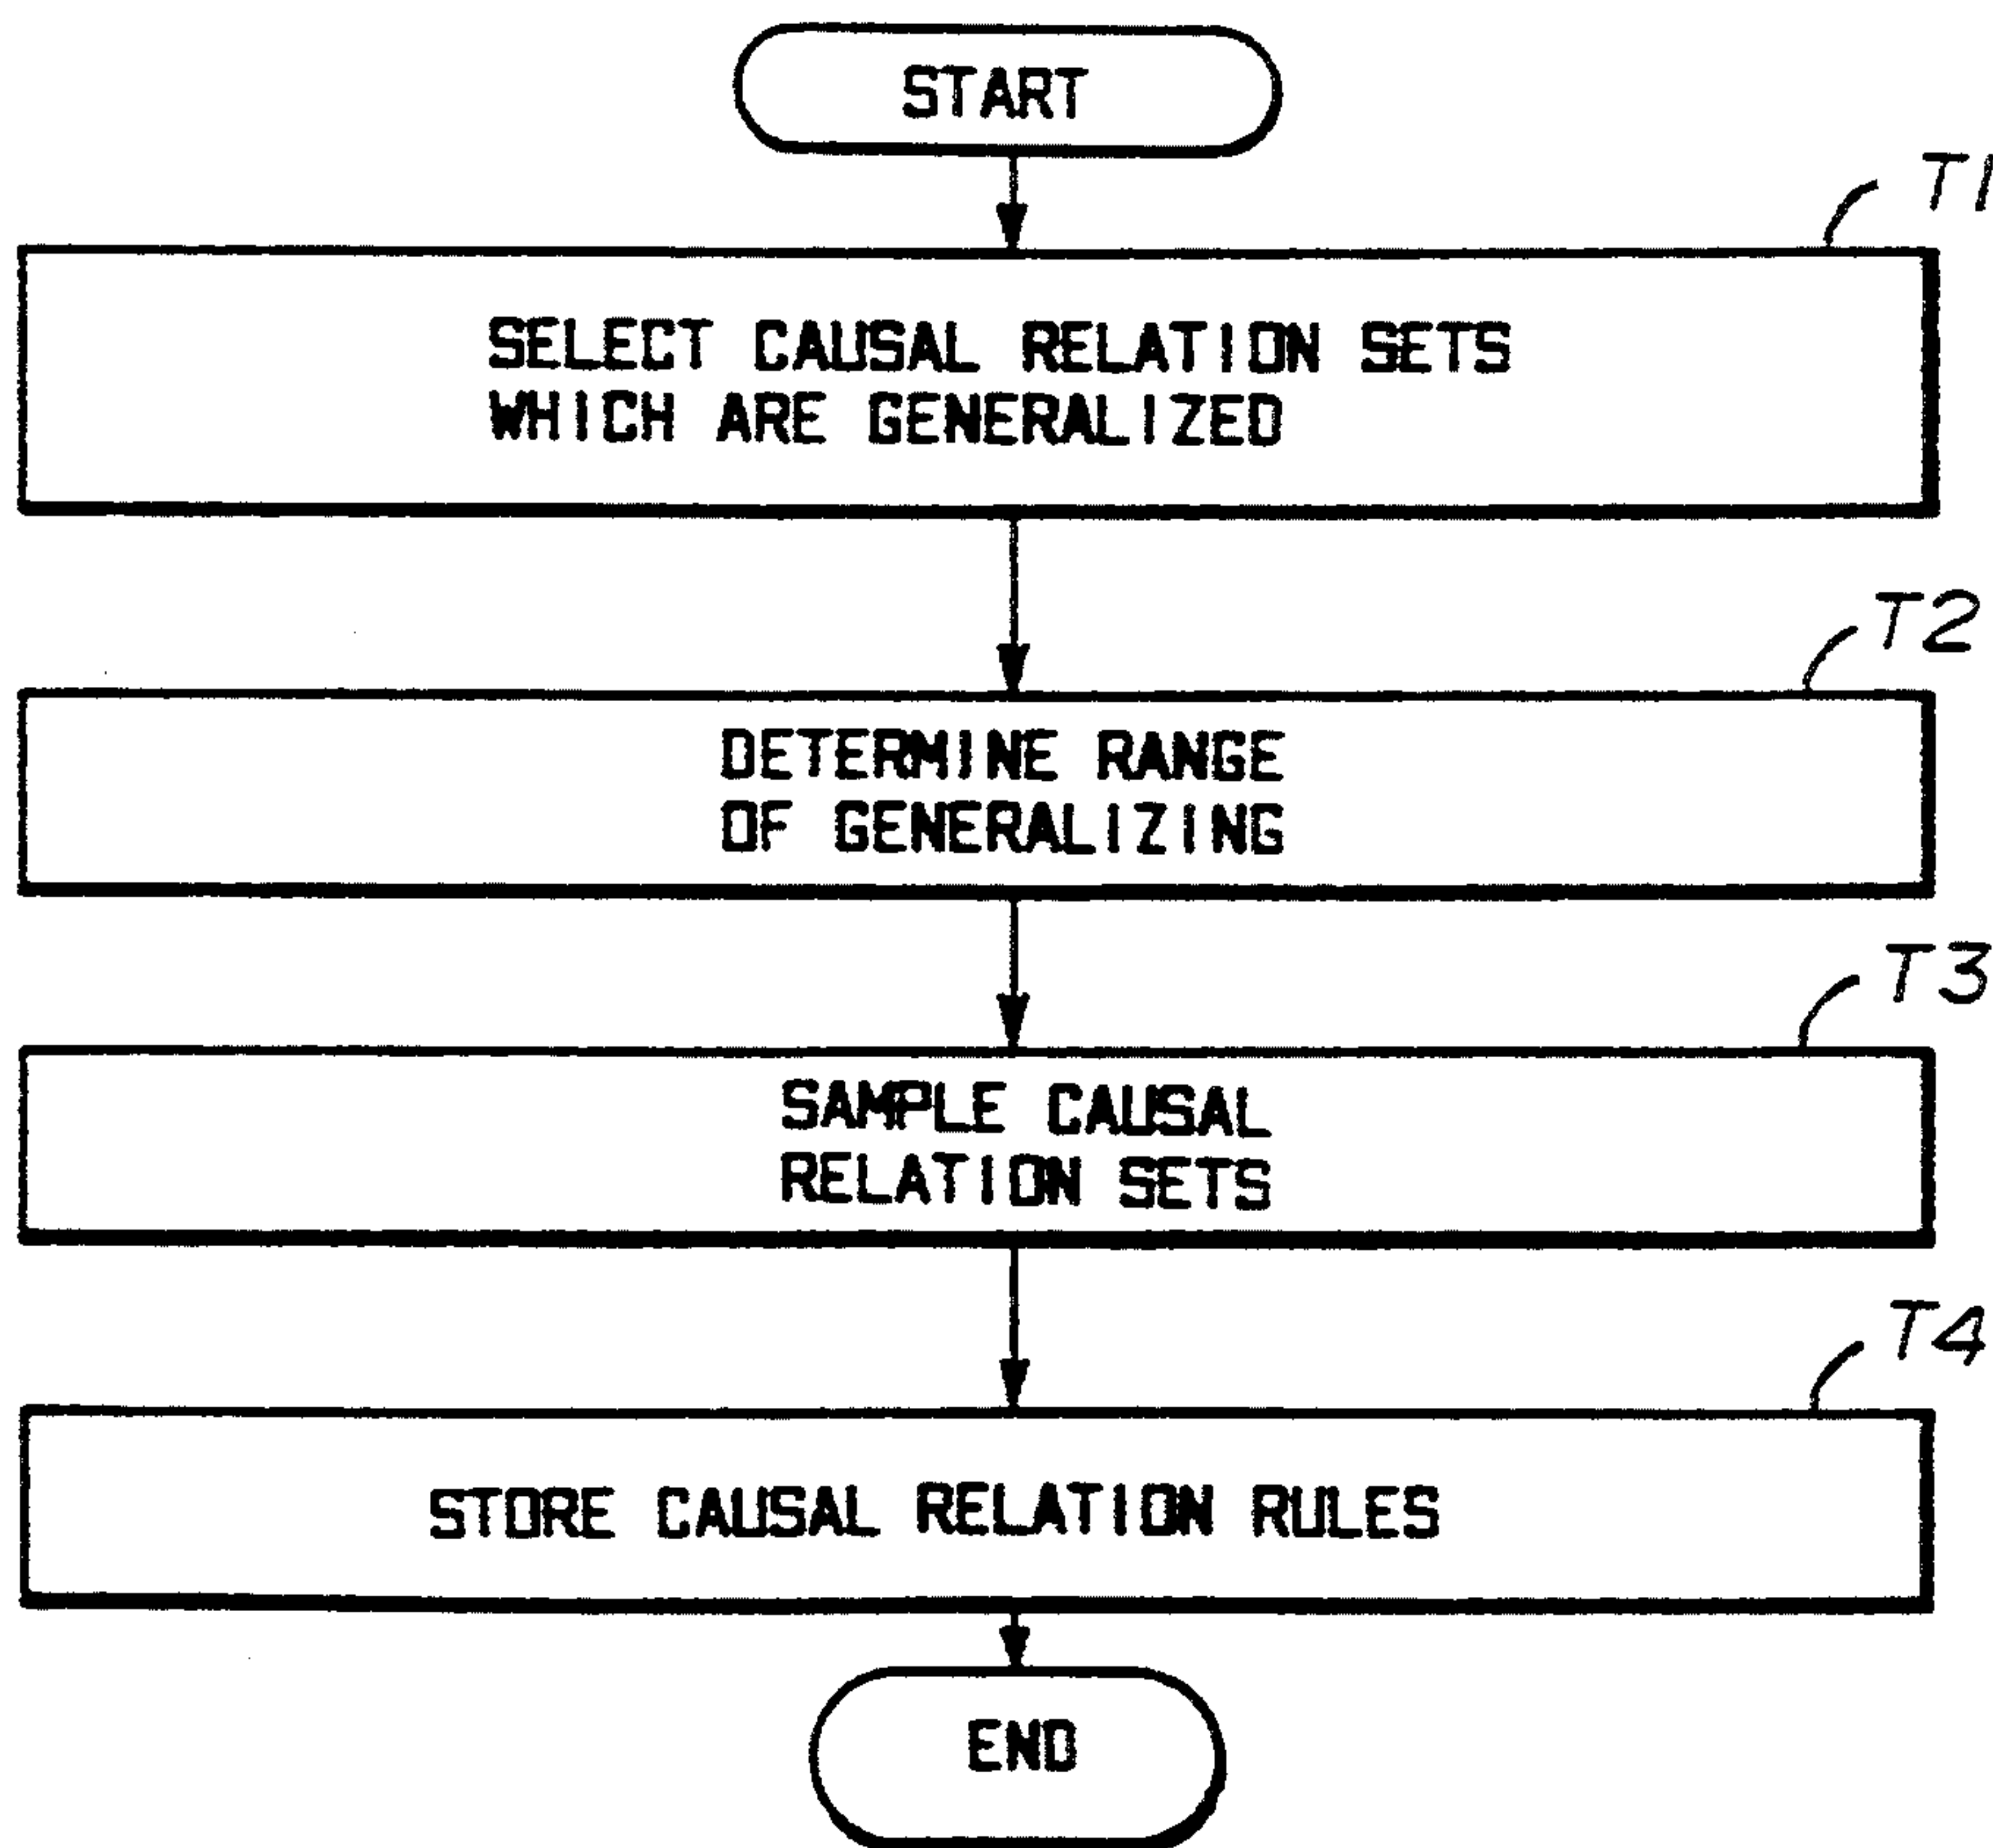 START
T1
SELECT CAUSAL RELATION SETS
WHICH ARE GENERALIZED
T2
DETERMINE RANGE
OF GENERALIZING
T3
SAMPLE CAUSAL
RELATION SETS
T4
STORE CAUSAL RELATION RULES
END